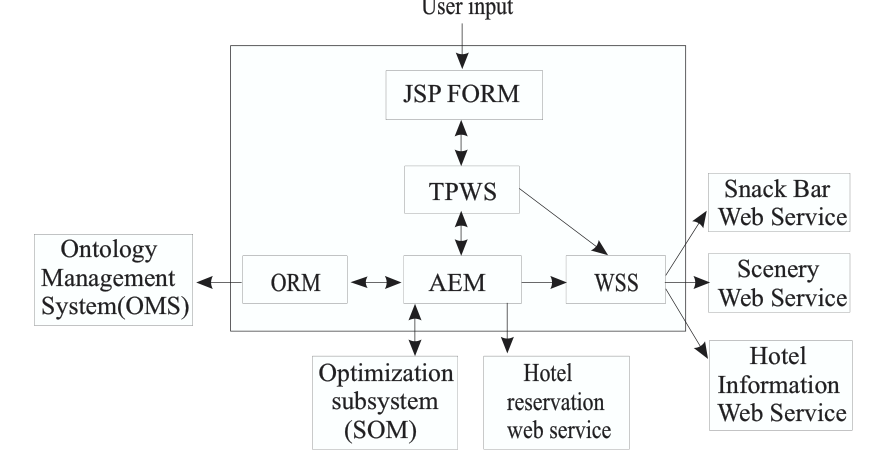 User input
JSP FORM
TPWS
Snack Bar
Web Service
Ontology
Management
System(OMS)
ORM
AEM
WSS
Scenery
Web Service
Optimization
subsystem
(SOM)
Hotel
reservation
web service
Hotel
Information
Web Service